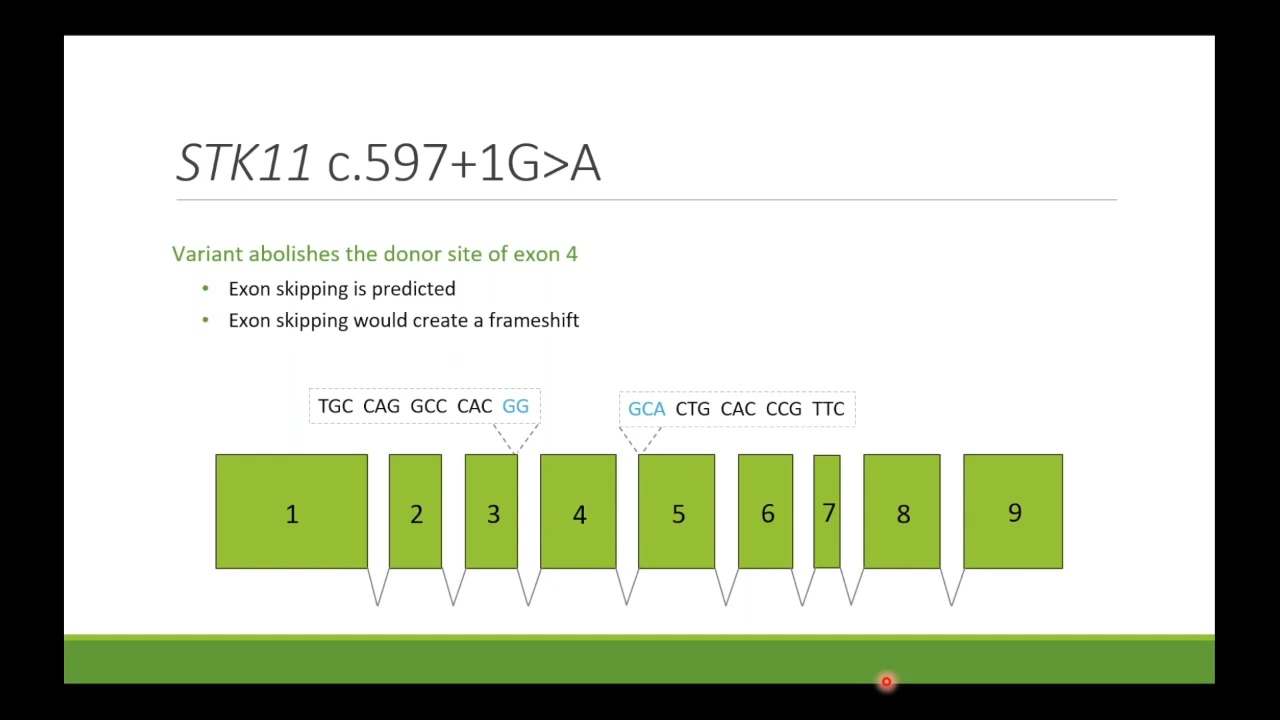 STK11 c.597+1G>A
Variant abolishes the donor site of exon 4
• Exon skipping is predicted
• Exon skipping would create a frameshift
TGC CAG GCC CAC GG
GCA CTG CAC CCG TTC
1 2 3 4 5 6 7 8 9